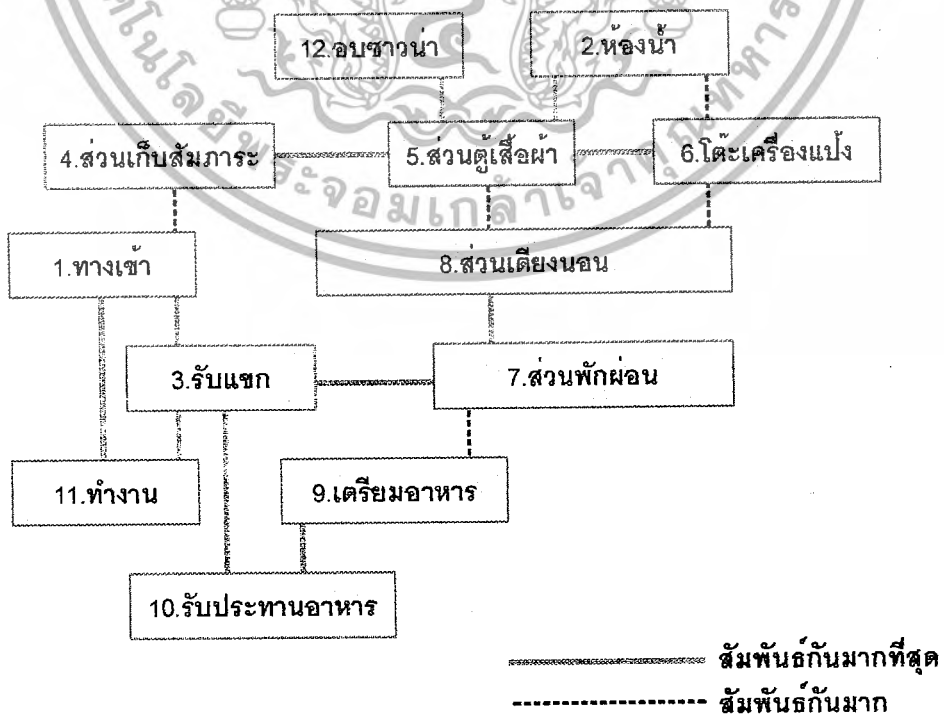 12.อบซาวน่า
2.ห้องน้ำ
4.ส่วนเก็บสัมภาระ
5.ส่วนตู้เสื้อผ้า
6.โต๊ะเครื่องแป้ง
1.ทางเข้า
8.ส่วนเตียงนอน
3.รับแขก
7.ส่วนพักผ่อน
11.ทำงาน
9.เตรียมอาหาร
10.รับประทานอาหาร
สัมพันธ์กันมากที่สุด
สัมพันธ์กันมาก